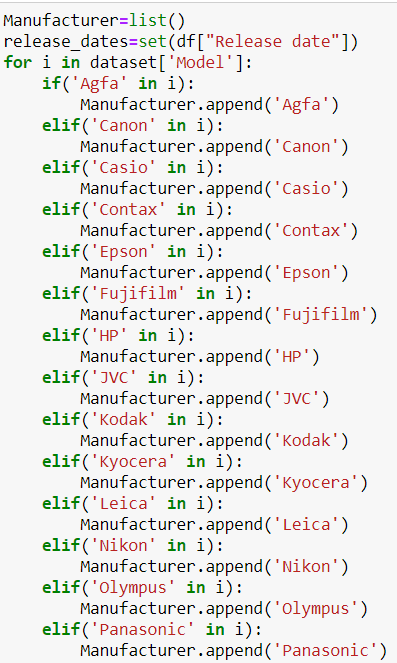 Manufacturer=list()
release_dates=set(df["Release date"])
for i in dataset['Model']:
    if('Agfa' in i):
        Manufacturer.append('Agfa')
    elif('Canon' in i):
        Manufacturer.append('Canon')
    elif('Casio' in i):
        Manufacturer.append('Casio')
    elif('Contax' in i):
        Manufacturer.append('Contax')
    elif('Epson' in i):
        Manufacturer.append('Epson')
    elif('Fujifilm' in i):
        Manufacturer.append('Fujifilm')
    elif('HP' in i):
        Manufacturer.append('HP')
    elif('JVC' in i):
        Manufacturer.append('JVC')
    elif('Kodak' in i):
        Manufacturer.append('Kodak')
    elif('Kyocera' in i):
        Manufacturer.append('Kyocera')
    elif('Leica' in i):
        Manufacturer.append('Leica')
    elif('Nikon' in i):
        Manufacturer.append('Nikon')
    elif('Olympus' in i):
        Manufacturer.append('Olympus')
    elif('Panasonic' in i):
        Manufacturer.append('Panasonic')